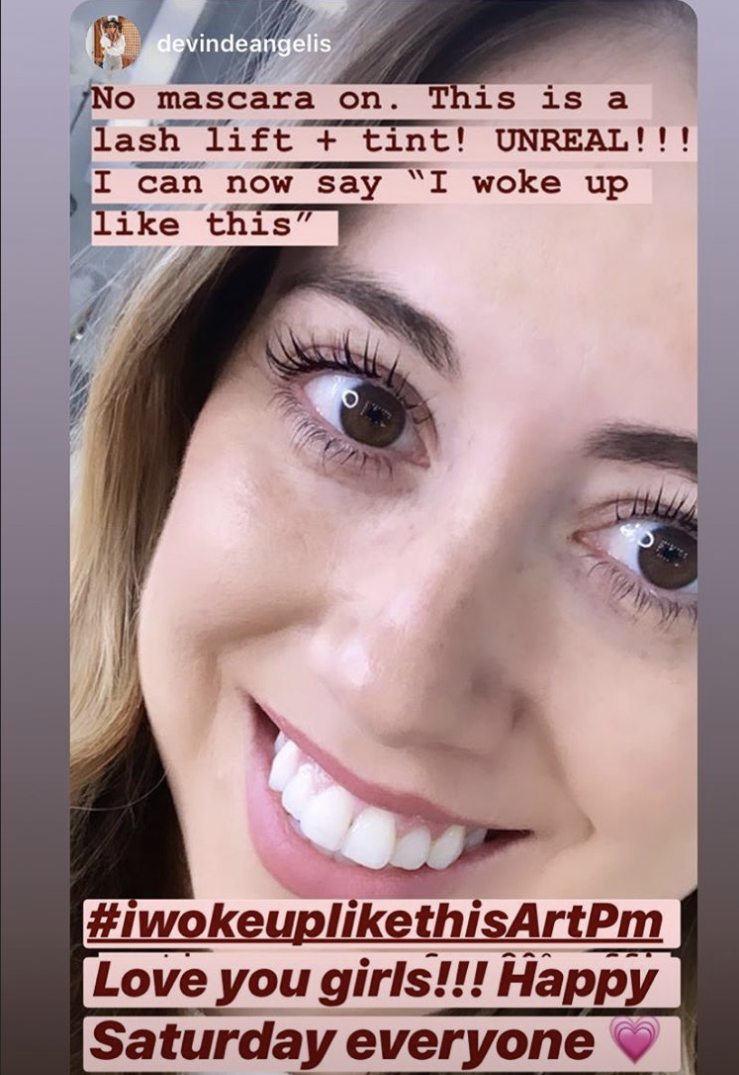 devindeangelis
No mascara on. This is a
lash lift + tint! UNREAL!!!
I can now say “I woke up
like this”
#iwokeuplikethisArtPm
Love you girls!!! Happy
Saturday everyone 💗